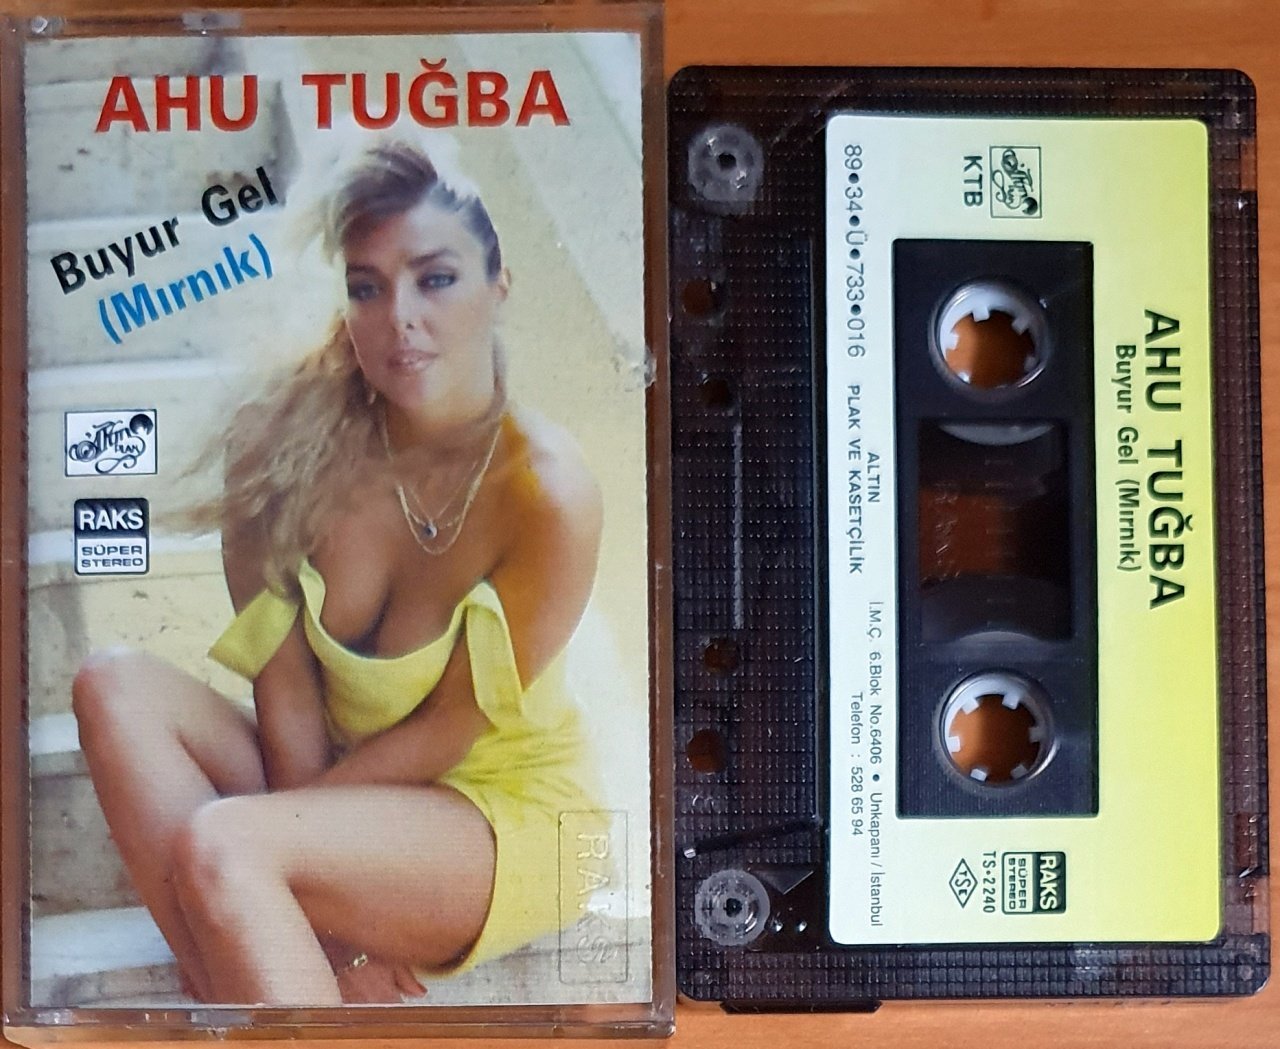 AHU TUĞBA
Buyur Gel
(Mırnık)
RAKS
SÜPER
STEREO
RAKS
AHU TUĞBA
Buyur Gel (Mırnık)
KTB
RAKS
SÜPER
STEREO
TS•2240
TSE
89•34•Ü•733•016
ALTIN
PLAK VE KASETÇİLİK
İ.M.Ç. 6.Blok No.6406 • Unkapanı / İstanbul
Telefon : 528 65 94